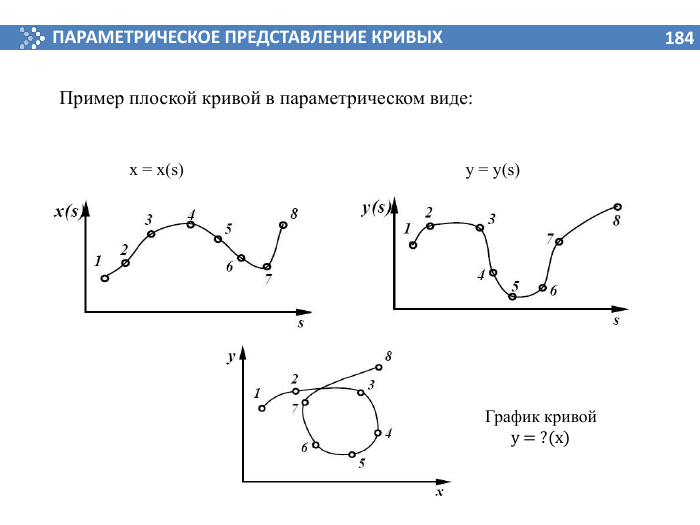 ПАРАМЕТРИЧЕСКОЕ ПРЕДСТАВЛЕНИЕ КРИВЫХ 184
Пример плоской кривой в параметрическом виде:
x = x(s)
y = y(s)
x(s)
1
2
3
4
5
6
7
8
s
y(s)
1
2
3
4
5
6
7
8
s
y
1
2
3
4
5
6
7
8
x
График кривой
y = ?(x)